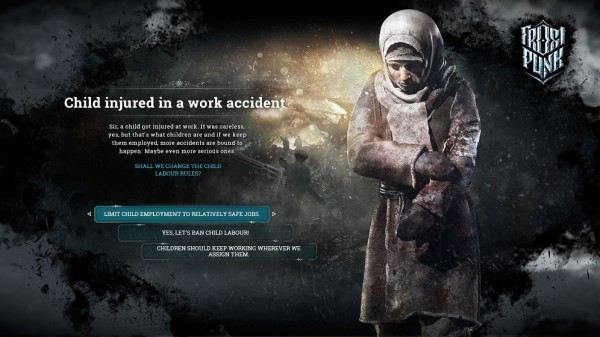 FROST
PUNK
Child injured in a work accident
Sir, a child got injured at work. It was careless,
yes, but that's what children are and if we keep
them employed, more accidents are bound to
happen. Maybe even more serious ones.
SHALL WE CHANGE THE CHILD
LABOUR RULES?
LIMIT CHILD EMPLOYMENT TO RELATIVELY SAFE JOBS.
YES, LET'S BAN CHILD LABOUR!
CHILDREN SHOULD KEEP WORKING WHEREVER WE
ASSIGN THEM.